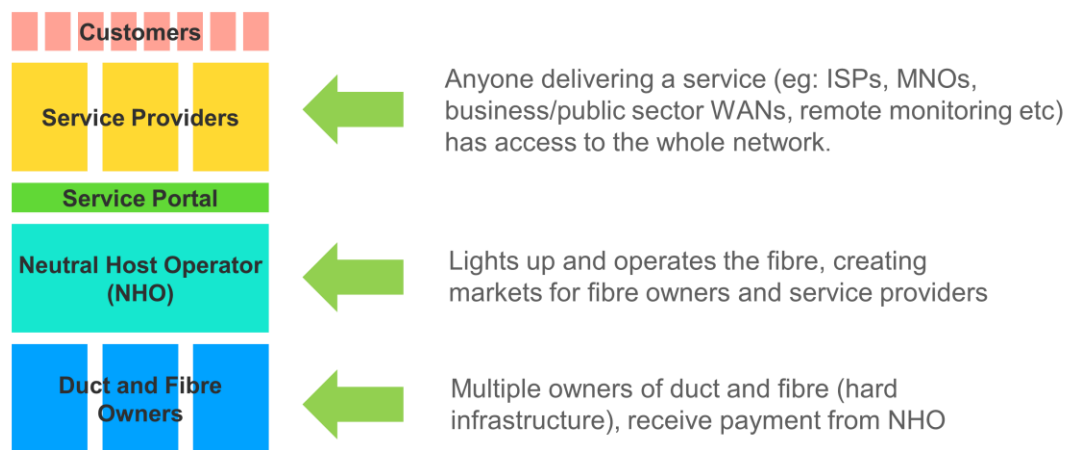 Customers
Service Providers
Anyone delivering a service (eg: ISPs, MNOs,
business/public sector WANs, remote monitoring etc)
has access to the whole network.
Service Portal
Neutral Host Operator
(NHO)
Lights up and operates the fibre, creating
markets for fibre owners and service providers
Duct and Fibre
Owners
Multiple owners of duct and fibre (hard
infrastructure), receive payment from NHO